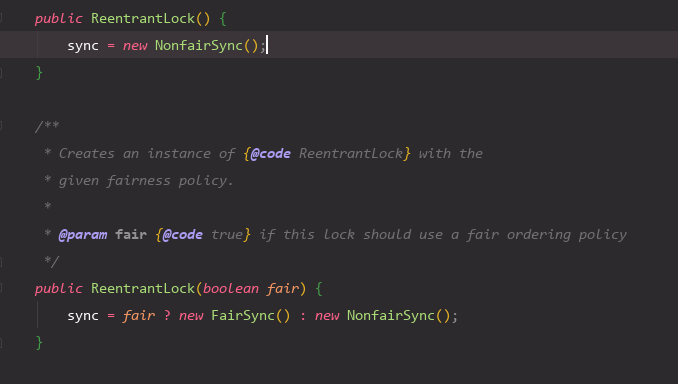 public ReentrantLock() {
    sync = new NonfairSync();
}

/**
 * Creates an instance of {@code ReentrantLock} with the
 * given fairness policy.
 *
 * @param fair {@code true} if this lock should use a fair ordering policy
 */
public ReentrantLock(boolean fair) {
    sync = fair ? new FairSync() : new NonfairSync();
}